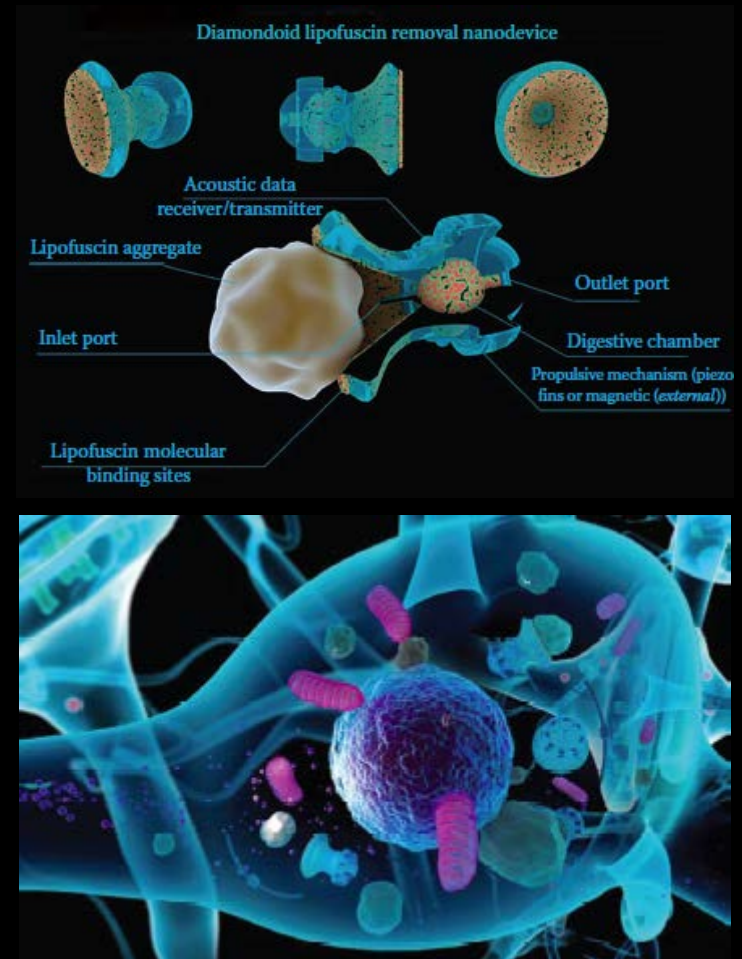 Diamondoid lipofuscin removal nanodevice
Acoustic data
receiver/transmitter
Lipofuscin aggregate
Outlet port
Inlet port
Digestive chamber
Propulsive mechanism (piezo
fins or magnetic (external))
Lipofuscin molecular
binding sites